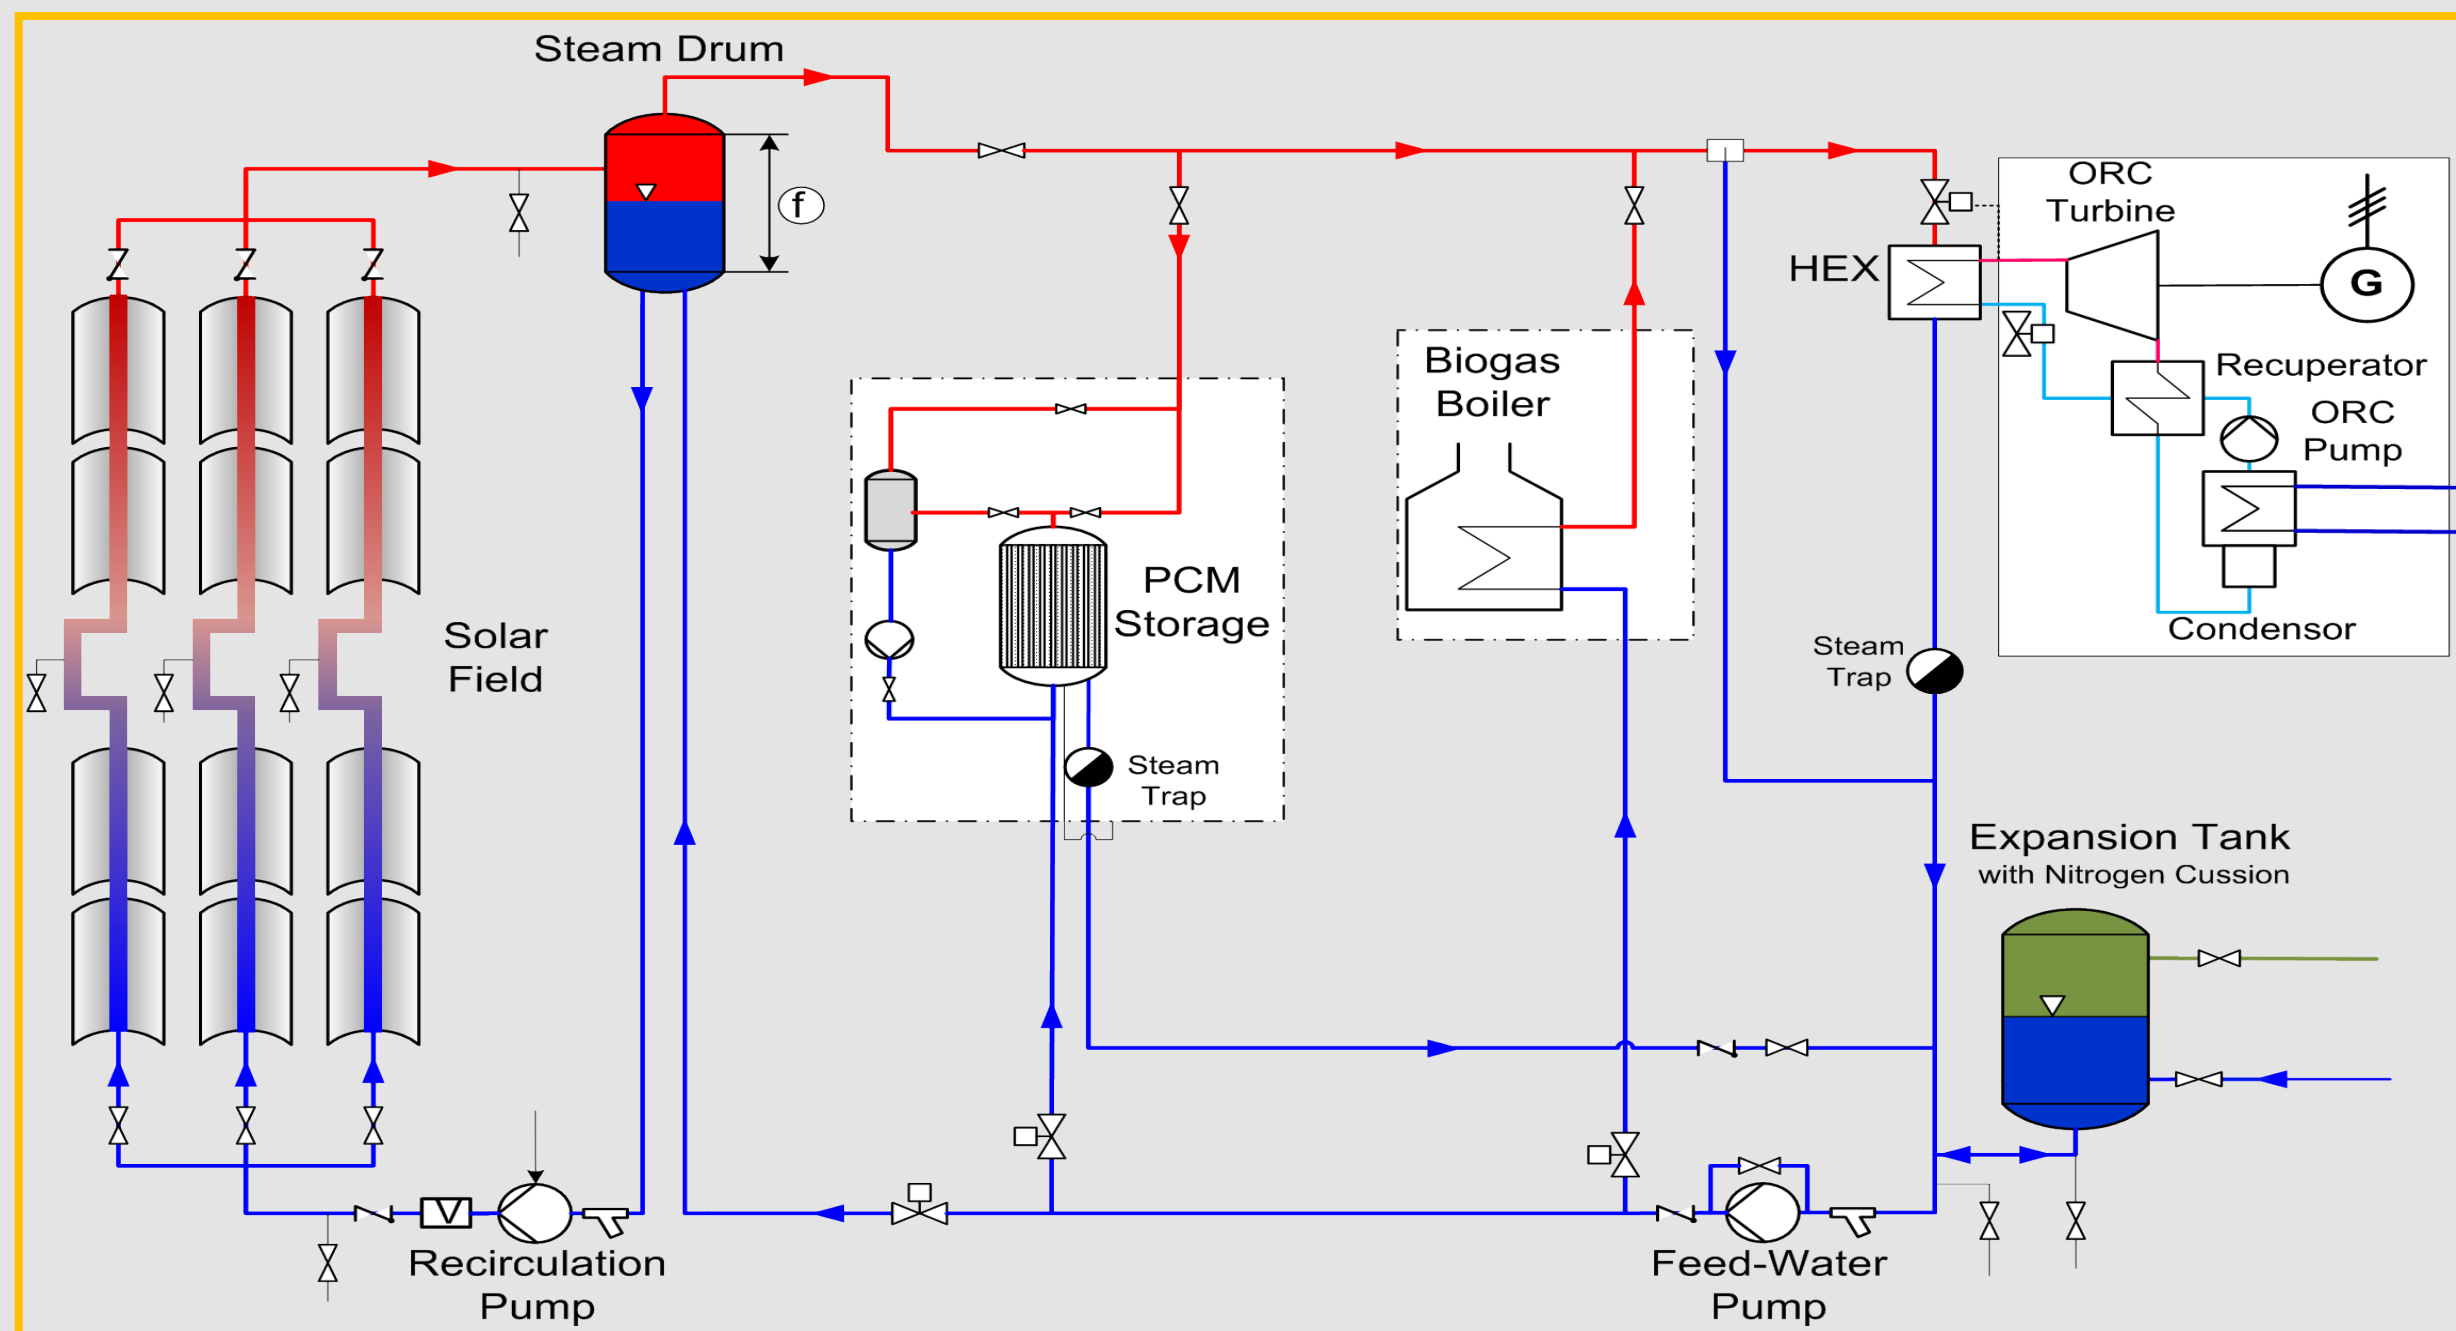 Steam Drum
f
ORC
Turbine
HEX
G
Biogas
Boiler
Recuperator
ORC
Pump
PCM
Storage
Solar
Field
Condensor
Steam
Trap
Steam
Trap
Expansion Tank
with Nitrogen Cussion
V
Recirculation
Pump
Feed-Water
Pump